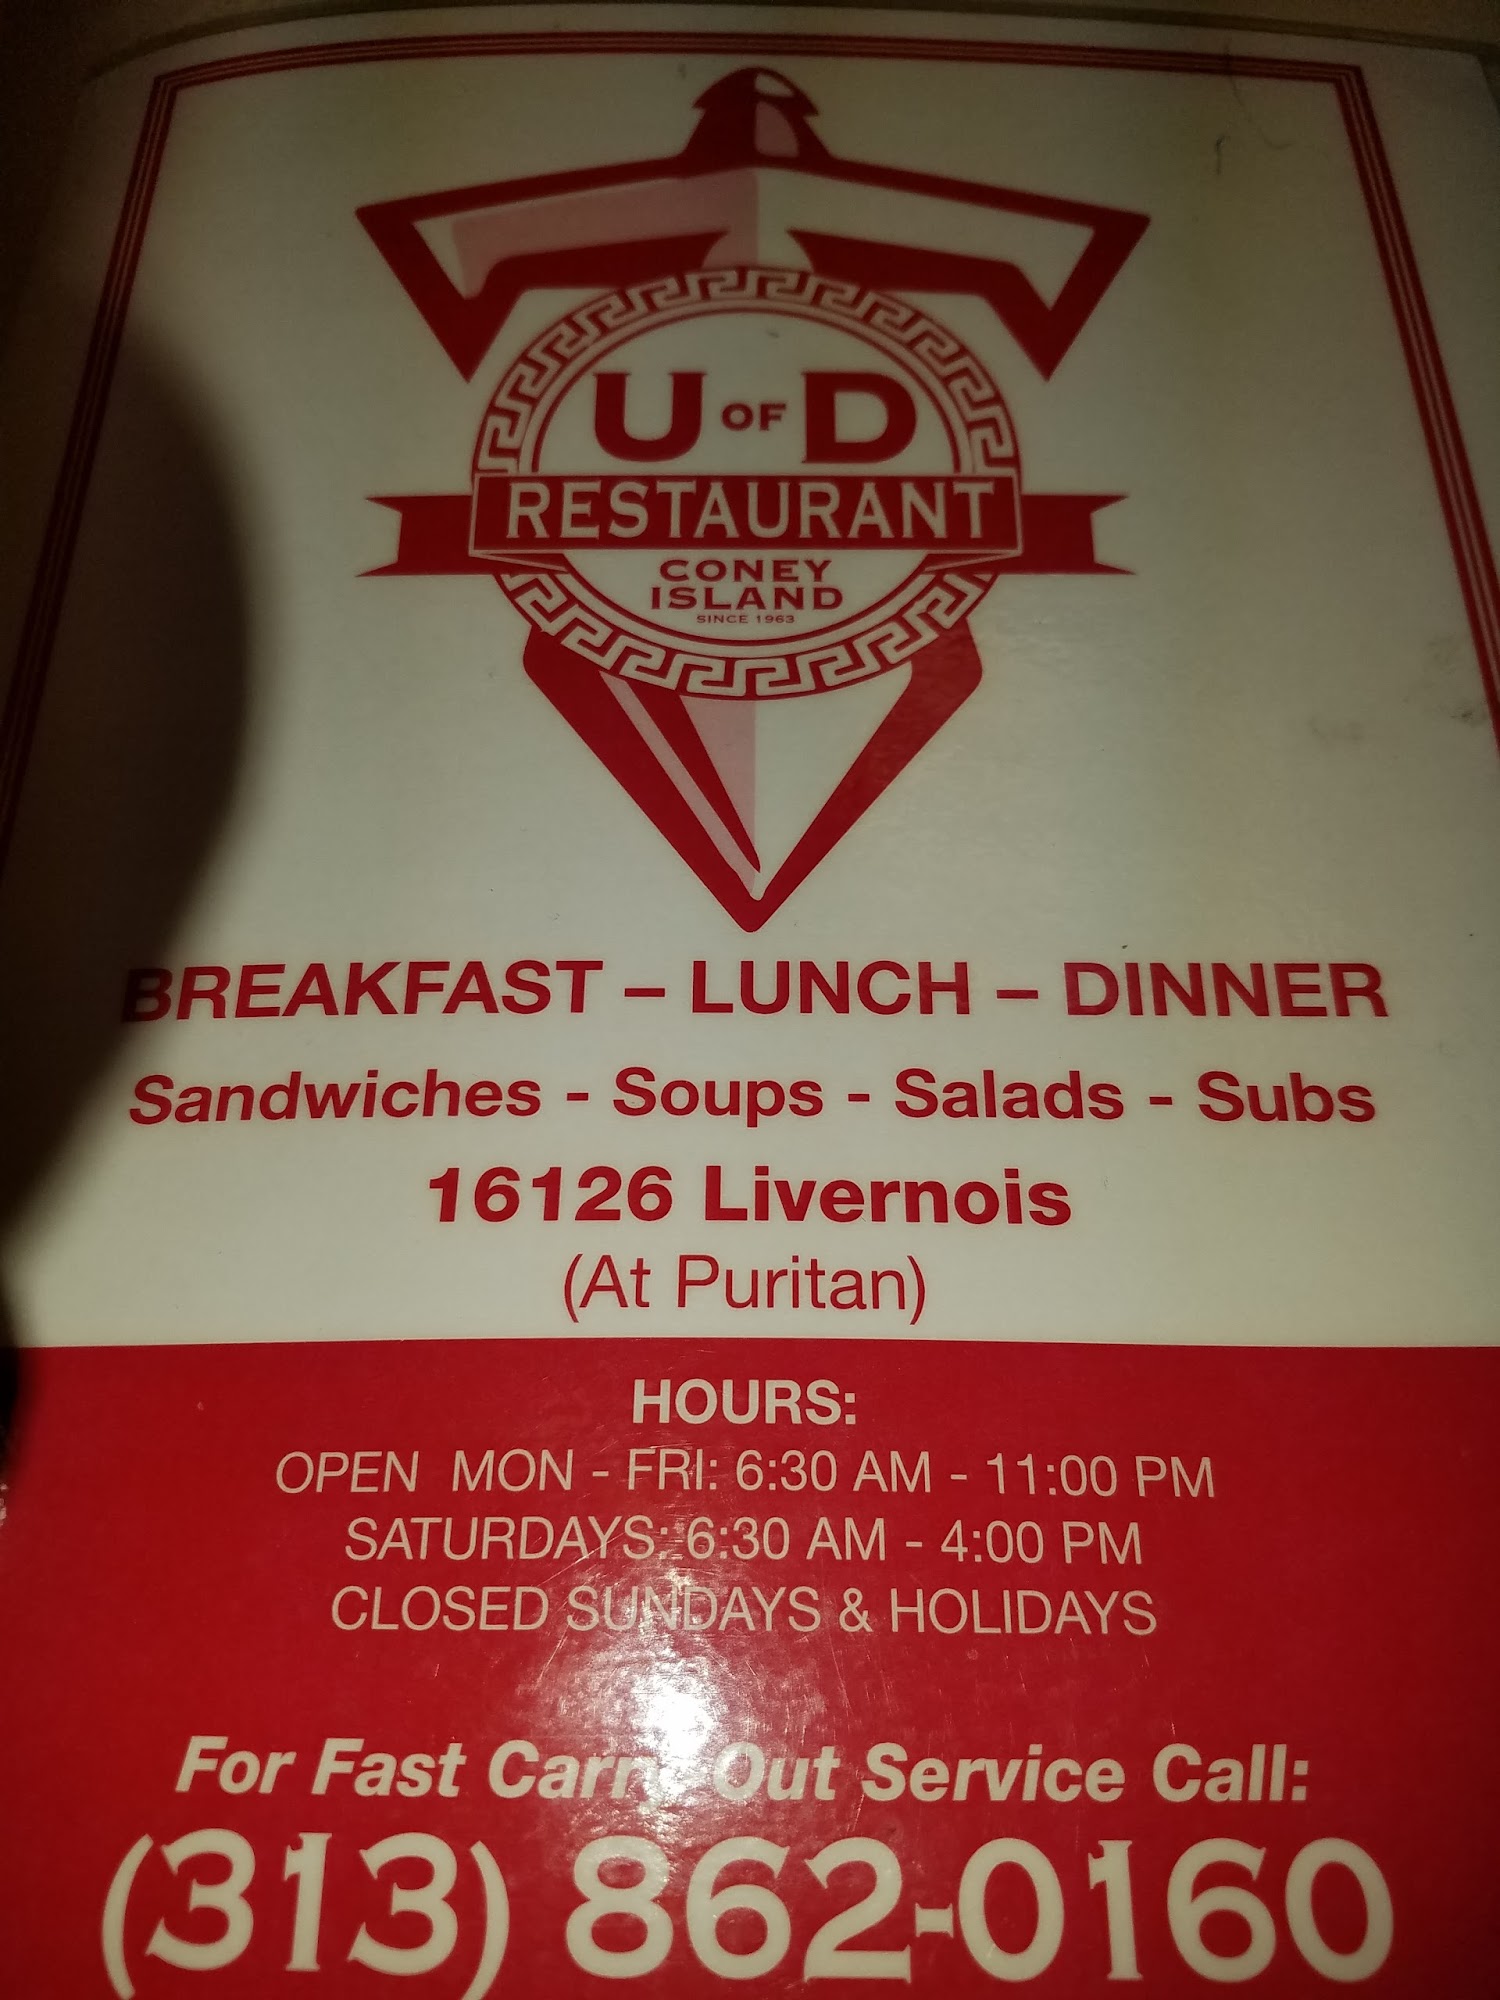 U OF D
RESTAURANT
CONEY
ISLAND
SINCE 1963
BREAKFAST – LUNCH – DINNER
Sandwiches - Soups - Salads - Subs
16126 Livernois
(At Puritan)
HOURS:
OPEN MON - FRI: 6:30 AM - 11:00 PM
SATURDAYS: 6:30 AM - 4:00 PM
CLOSED SUNDAYS & HOLIDAYS
For Fast Carry Out Service Call:
(313) 862-0160